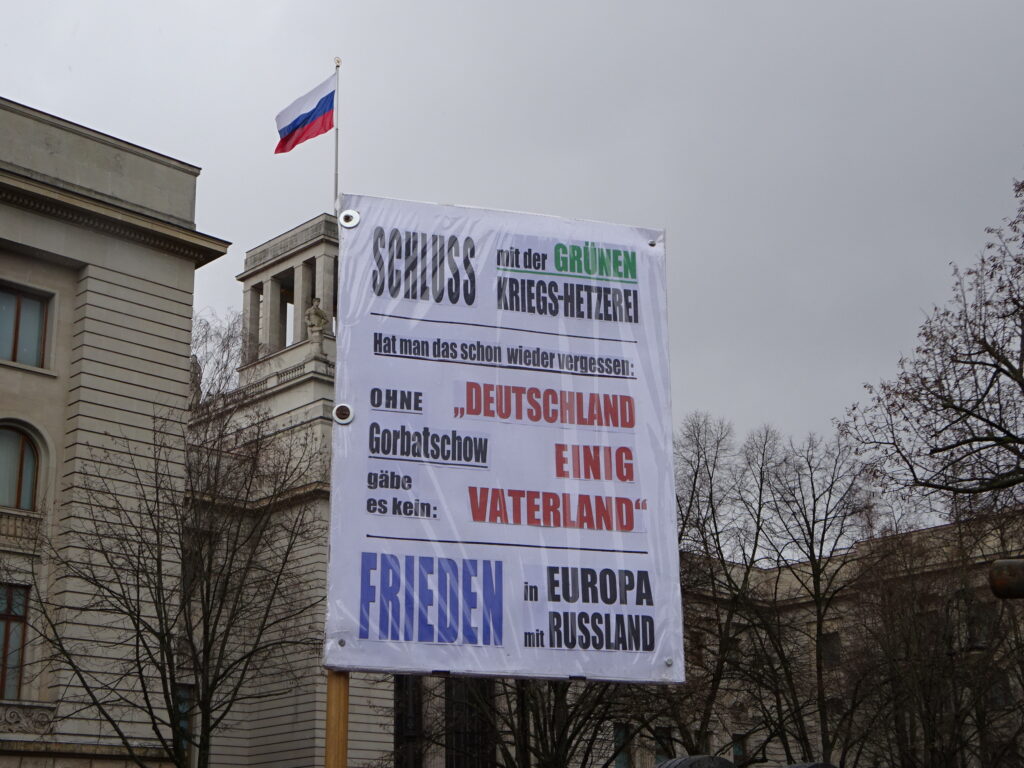 SCHLUSS mit der GRÜNEN
KRIEGS-HETZEREI
Hat man das schon wieder vergessen:
OHNE „DEUTSCHLAND
Gorbatschow EINIG
gäbe
es kein: VATERLAND“
FRIEDEN in EUROPA
mit RUSSLAND